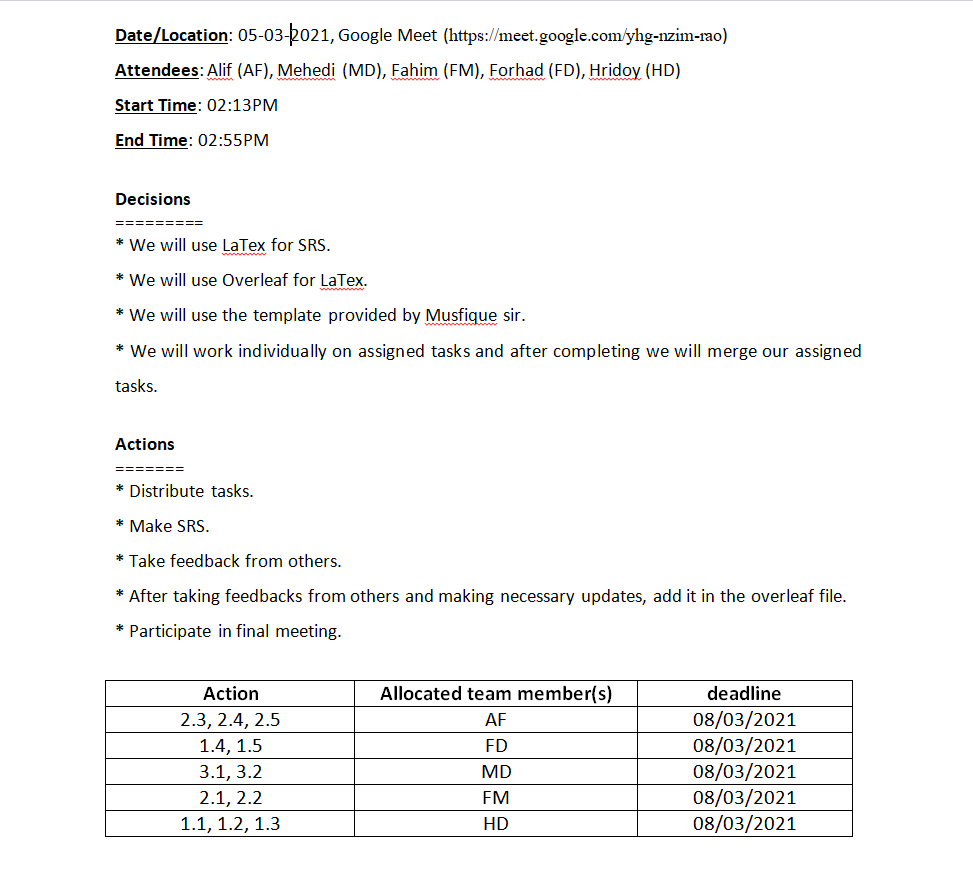 Date/Location: 05-03-2021, Google Meet (https://meet.google.com/yhg-nzim-rao)
Attendees: Alif (AF), Mehedi (MD), Fahim (FM), Forhad (FD), Hridoy (HD)
Start Time: 02:13PM
End Time: 02:55PM
Decisions
=========
* We will use LaTex for SRS.
* We will use Overleaf for LaTex.
* We will use the template provided by Musfique sir.
* We will work individually on assigned tasks and after completing we will merge our assigned
tasks.
Actions
=======
* Distribute tasks.
* Make SRS.
* Take feedback from others.
* After taking feedbacks from others and making necessary updates, add it in the overleaf file.
* Participate in final meeting.
Action Allocated team member(s) deadline
2.3, 2.4, 2.5 AF 08/03/2021
1.4, 1.5 FD 08/03/2021
3.1, 3.2 MD 08/03/2021
2.1, 2.2 FM 08/03/2021
1.1, 1.2, 1.3 HD 08/03/2021